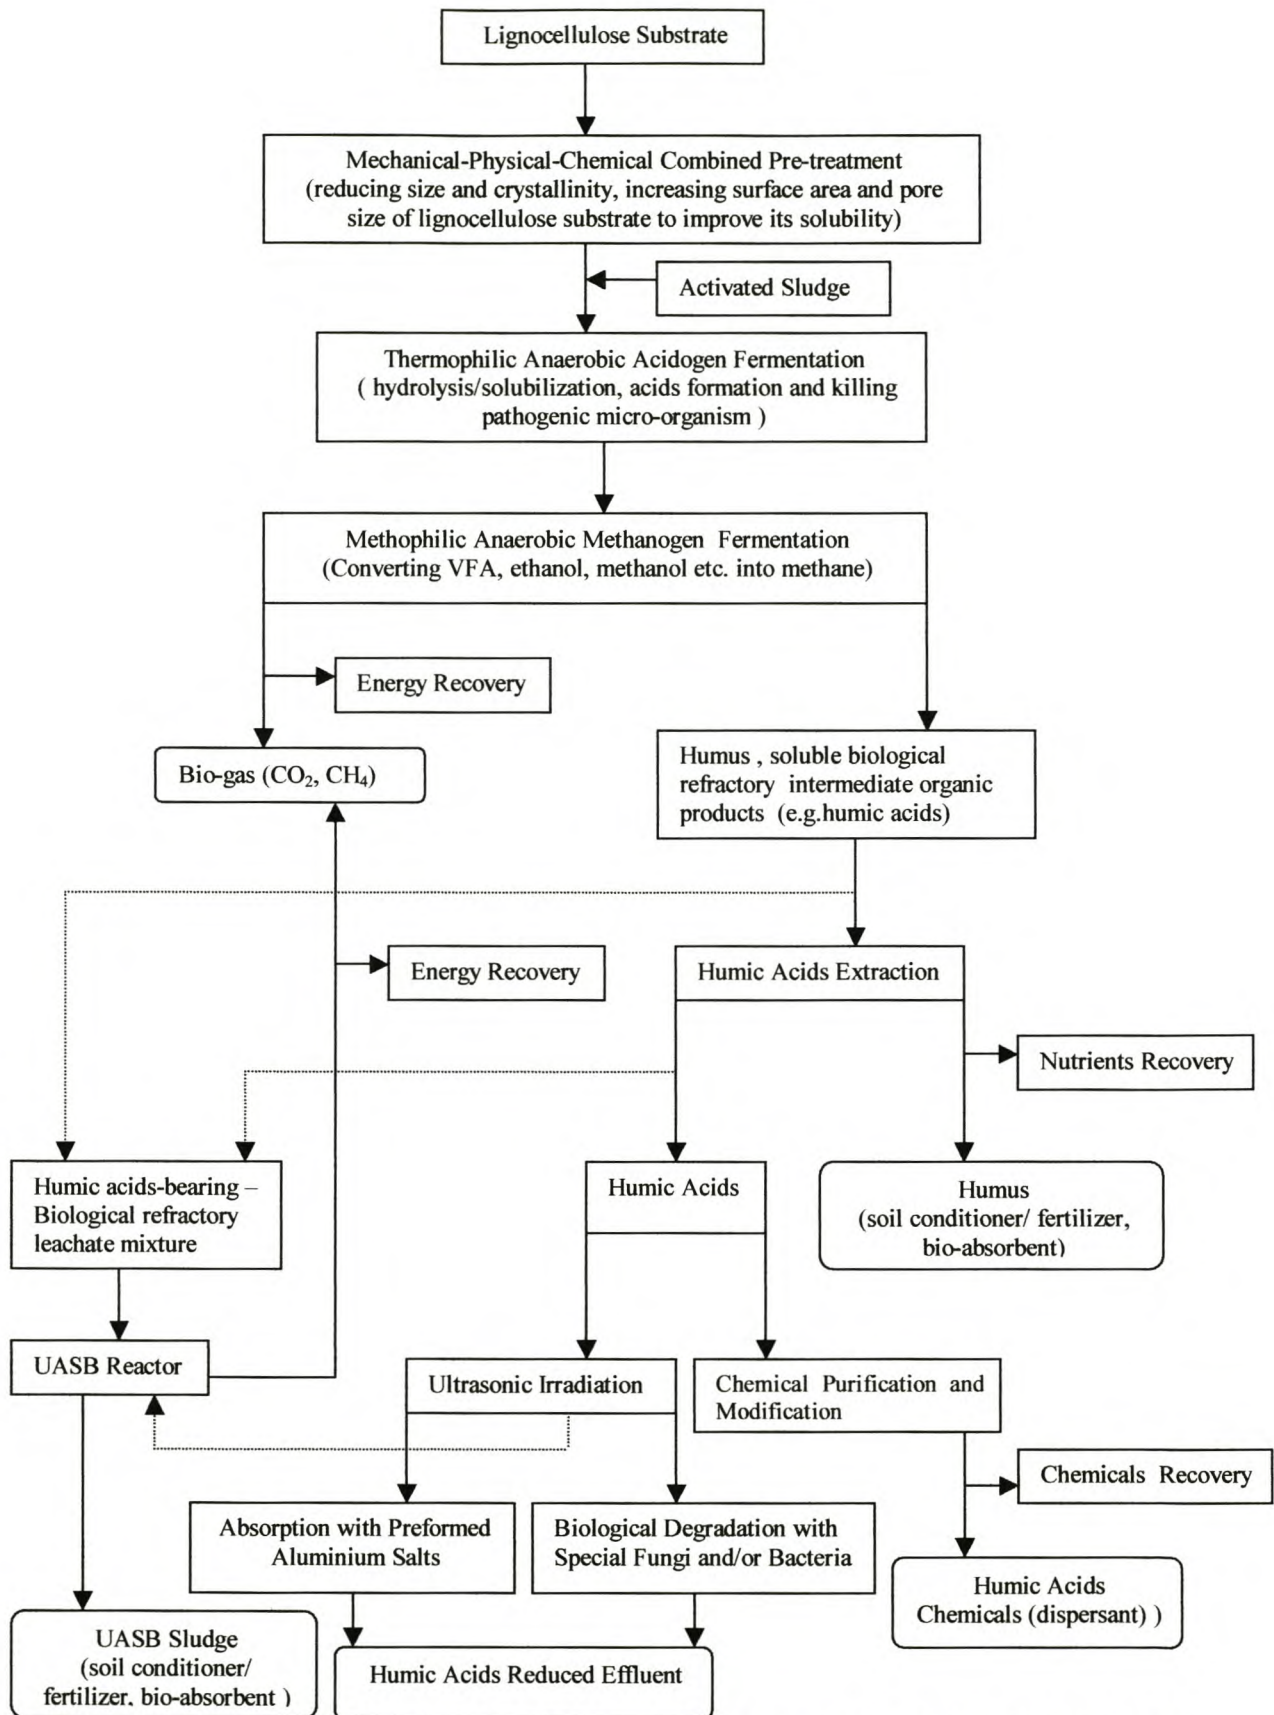 Lignocellulose Substrate
Mechanical-Physical-Chemical Combined Pre-treatment
(reducing size and crystallinity, increasing surface area and pore
size of lignocellulose substrate to improve its solubility)
Activated Sludge
Thermophilic Anaerobic Acidogen Fermentation
( hydrolysis/solubilization, acids formation and killing
pathogenic micro-organism )
Methophilic Anaerobic Methanogen Fermentation
(Converting VFA, ethanol, methanol etc. into methane)
Energy Recovery
Bio-gas (CO₂, CH₄)
Humus , soluble biological
refractory intermediate organic
products (e.g.humic acids)
Energy Recovery
Humic Acids Extraction
Nutrients Recovery
Humic acids-bearing –
Biological refractory
leachate mixture
Humic Acids
Humus
(soil conditioner/ fertilizer,
bio-absorbent)
UASB Reactor
Ultrasonic Irradiation
Chemical Purification and
Modification
Chemicals Recovery
Absorption with Preformed
Aluminium Salts
Biological Degradation with
Special Fungi and/or Bacteria
Humic Acids
Chemicals (dispersant) )
UASB Sludge
(soil conditioner/
fertilizer, bio-absorbent )
Humic Acids Reduced Effluent